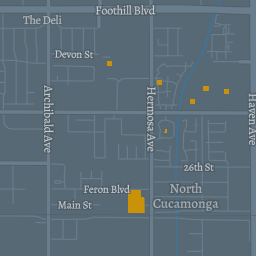 Foothill Blvd
The Deli
Devon St
Archibald Ave
Hermosa Ave
Haven Ave
26th St
Feron Blvd
North
Cucamonga
Main St